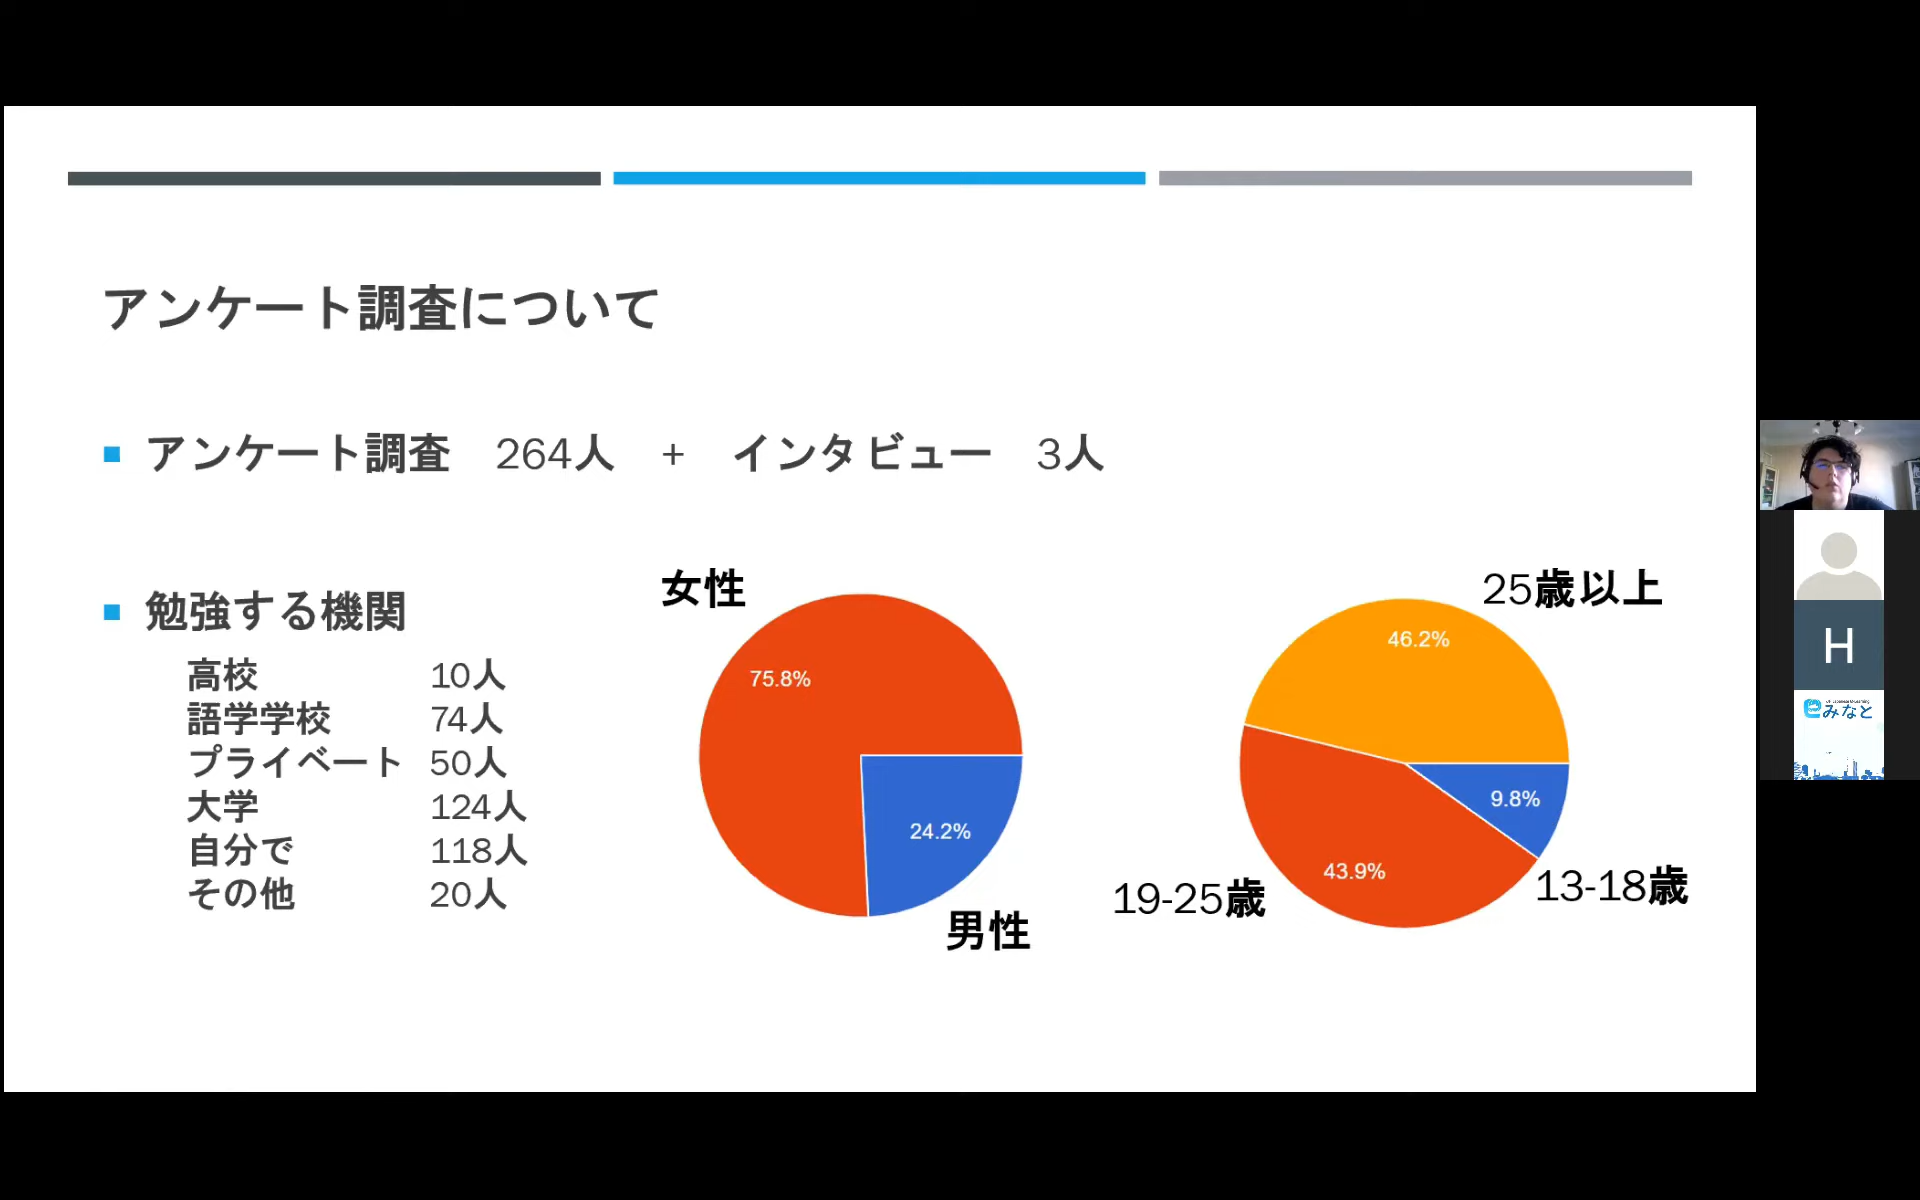 アンケート調査について
アンケート調査　264人　+　インタビュー　3人
勉強する機関
高校 10人
語学学校 74人
プライベート 50人
大学 124人
自分で 118人
その他 20人
女性
75.8%
24.2%
男性
25歳以上
46.2%
9.8%
43.9%
19-25歳
13-18歳
H
eみなと